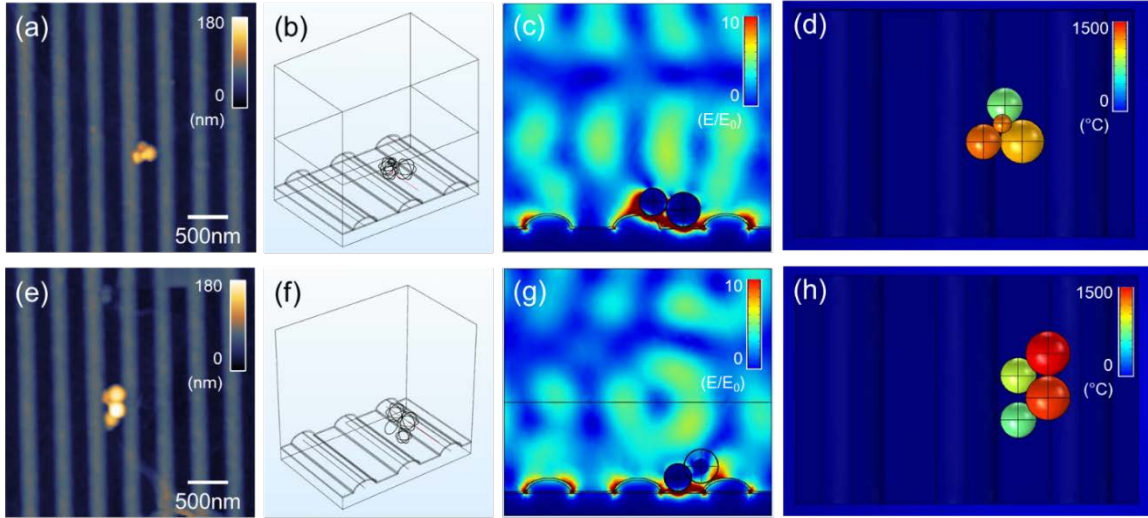 (a)
180
0
(nm)
500nm
(b)
(c)
10
0
(E/E₀)
(d)
1500
0
(°C)
(e)
180
0
(nm)
500nm
(f)
(g)
10
0
(E/E₀)
(h)
1500
0
(°C)